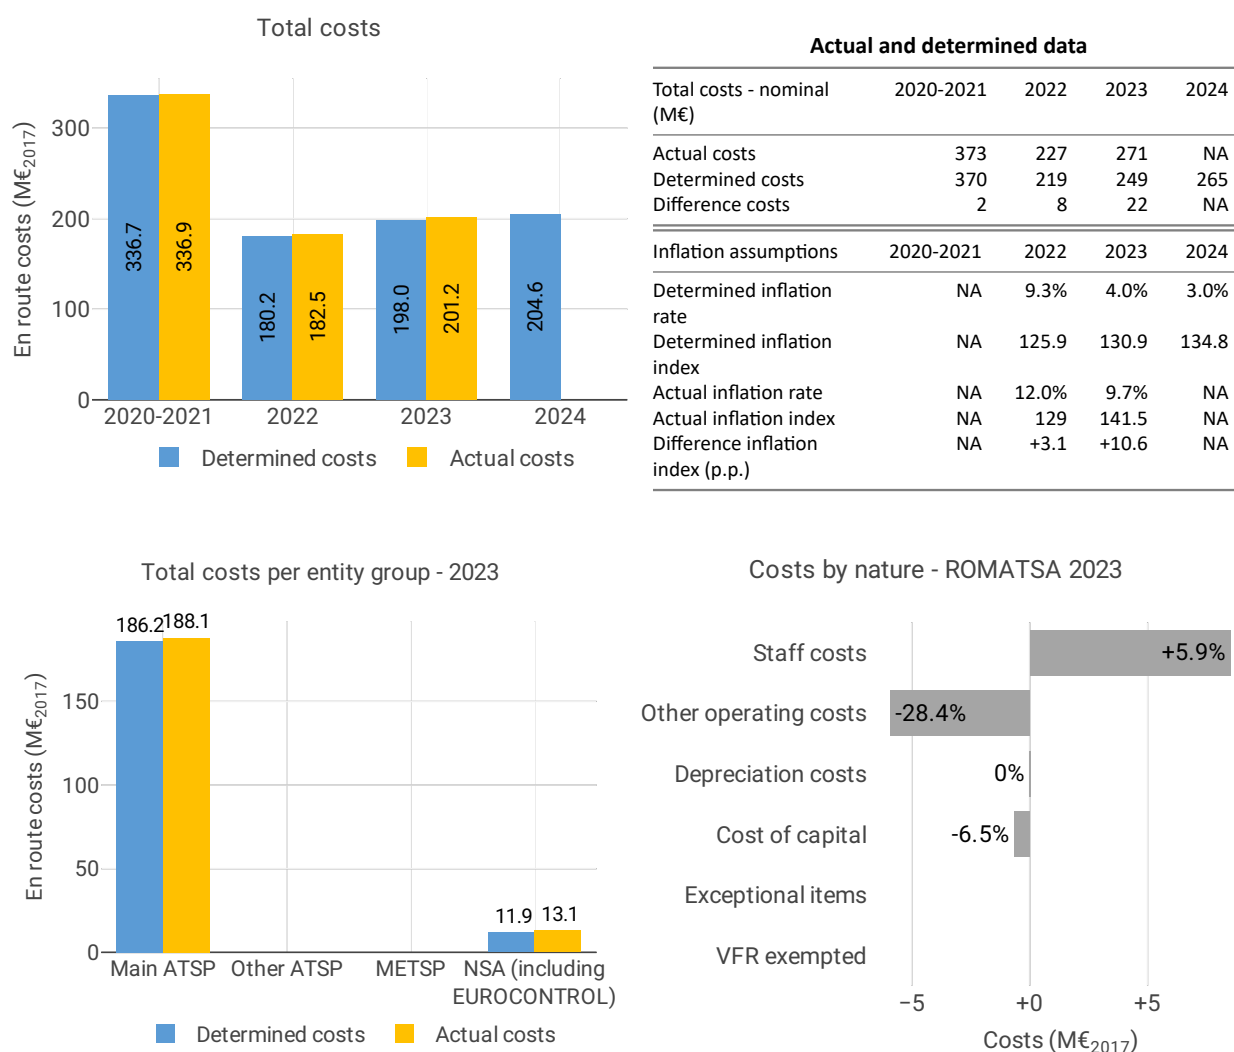 Total costs
En route costs (M€2017)
300
200
100
0
336.7
336.9
180.2
182.5
198.0
201.2
204.6
2020-2021
2022
2023
2024
Determined costs
Actual costs
Actual and determined data
Total costs - nominal 2020-2021 2022 2023 2024
(M€)
Actual costs 373 227 271 NA
Determined costs 370 219 249 265
Difference costs 2 8 22 NA
Inflation assumptions 2020-2021 2022 2023 2024
Determined inflation NA 9.3% 4.0% 3.0%
rate
Determined inflation NA 125.9 130.9 134.8
index
Actual inflation rate NA 12.0% 9.7% NA
Actual inflation index NA 129 141.5 NA
Difference inflation NA +3.1 +10.6 NA
index (p.p.)
Total costs per entity group - 2023
En route costs (M€2017)
150
100
50
0
186.2
188.1
11.9
13.1
Main ATSP
Other ATSP
METSP
NSA (including
EUROCONTROL)
Determined costs
Actual costs
Costs by nature - ROMATSA 2023
Staff costs +5.9%
Other operating costs -28.4%
Depreciation costs 0%
Cost of capital -6.5%
Exceptional items
VFR exempted
−5
+0
+5
Costs (M€2017)